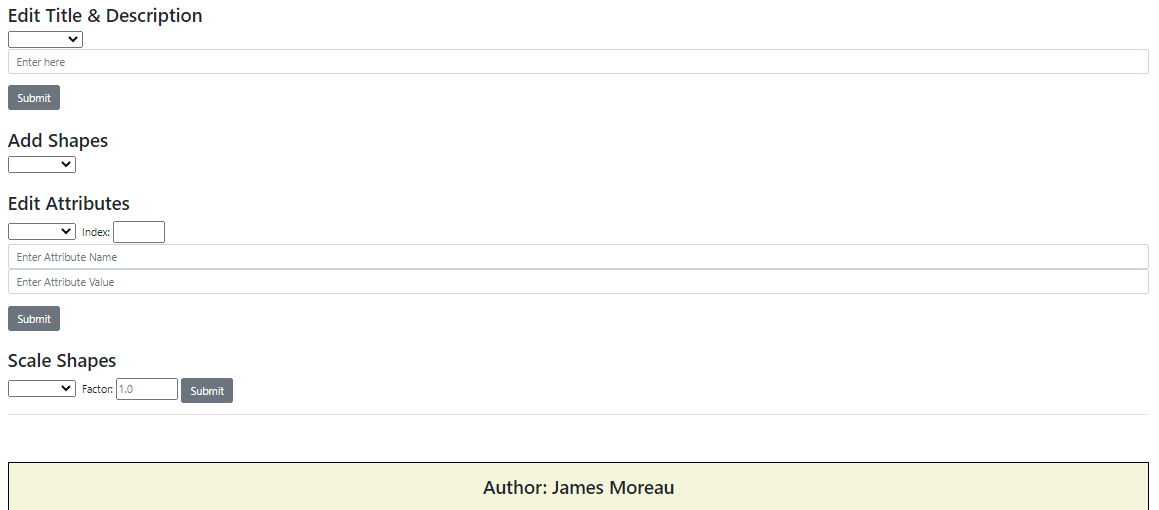 Edit Title & Description
Enter here
Submit
Add Shapes
Edit Attributes
Index:
Enter Attribute Name
Enter Attribute Value
Submit
Scale Shapes
Factor: 1.0 Submit
Author: James Moreau